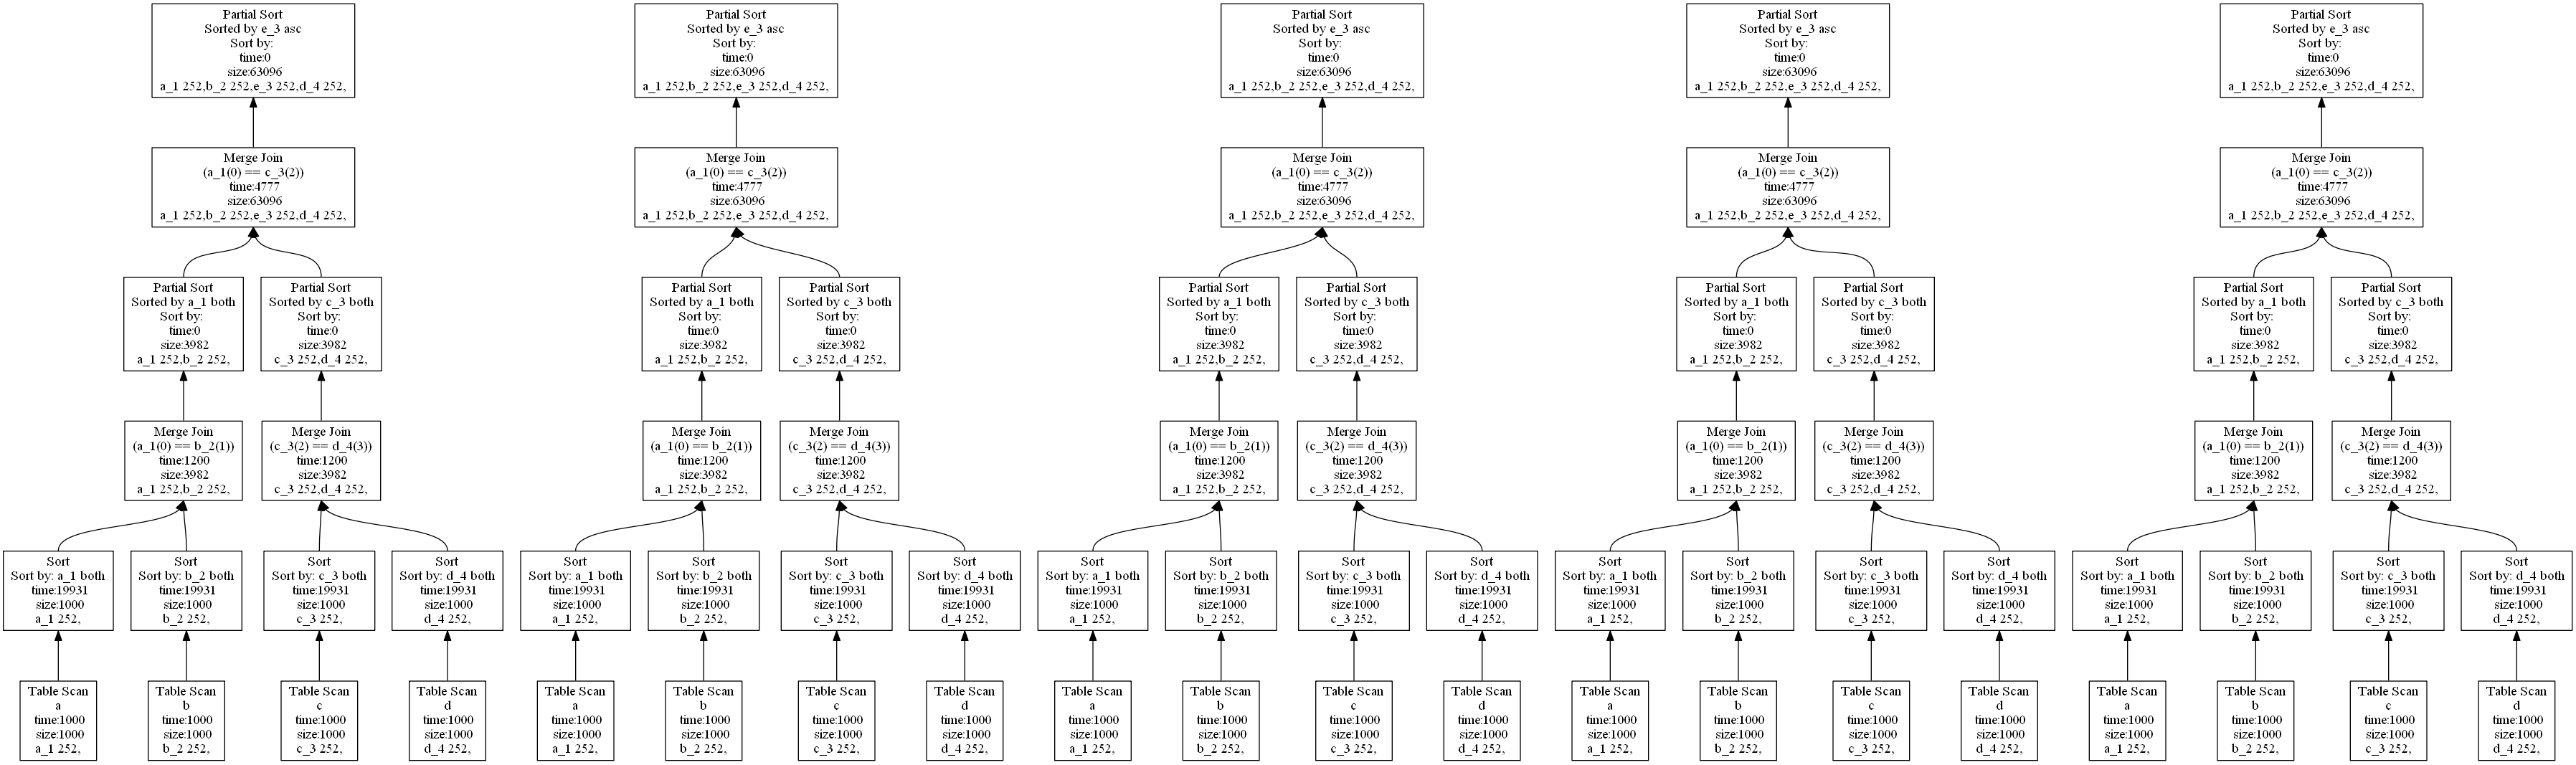 Partial Sort
Sorted by e_3 asc
Sort by:
time:0
size:63096
a_1 252,b_2 252,e_3 252,d_4 252,
Partial Sort
Sorted by e_3 asc
Sort by:
time:0
size:63096
a_1 252,b_2 252,e_3 252,d_4 252,
Partial Sort
Sorted by e_3 asc
Sort by:
time:0
size:63096
a_1 252,b_2 252,e_3 252,d_4 252,
Partial Sort
Sorted by e_3 asc
Sort by:
time:0
size:63096
a_1 252,b_2 252,e_3 252,d_4 252,
Partial Sort
Sorted by e_3 asc
Sort by:
time:0
size:63096
a_1 252,b_2 252,e_3 252,d_4 252,
Merge Join
(a_1(0) == c_3(2))
time:4777
size:63096
a_1 252,b_2 252,e_3 252,d_4 252,
Merge Join
(a_1(0) == c_3(2))
time:4777
size:63096
a_1 252,b_2 252,e_3 252,d_4 252,
Merge Join
(a_1(0) == c_3(2))
time:4777
size:63096
a_1 252,b_2 252,e_3 252,d_4 252,
Merge Join
(a_1(0) == c_3(2))
time:4777
size:63096
a_1 252,b_2 252,e_3 252,d_4 252,
Merge Join
(a_1(0) == c_3(2))
time:4777
size:63096
a_1 252,b_2 252,e_3 252,d_4 252,
Partial Sort
Sorted by a_1 both
Sort by:
time:0
size:3982
a_1 252,b_2 252,
Partial Sort
Sorted by c_3 both
Sort by:
time:0
size:3982
c_3 252,d_4 252,
Partial Sort
Sorted by a_1 both
Sort by:
time:0
size:3982
a_1 252,b_2 252,
Partial Sort
Sorted by c_3 both
Sort by:
time:0
size:3982
c_3 252,d_4 252,
Partial Sort
Sorted by a_1 both
Sort by:
time:0
size:3982
a_1 252,b_2 252,
Partial Sort
Sorted by c_3 both
Sort by:
time:0
size:3982
c_3 252,d_4 252,
Partial Sort
Sorted by a_1 both
Sort by:
time:0
size:3982
a_1 252,b_2 252,
Partial Sort
Sorted by c_3 both
Sort by:
time:0
size:3982
c_3 252,d_4 252,
Partial Sort
Sorted by a_1 both
Sort by:
time:0
size:3982
a_1 252,b_2 252,
Partial Sort
Sorted by c_3 both
Sort by:
time:0
size:3982
c_3 252,d_4 252,
Merge Join
(a_1(0) == b_2(1))
time:1200
size:3982
a_1 252,b_2 252,
Merge Join
(c_3(2) == d_4(3))
time:1200
size:3982
c_3 252,d_4 252,
Merge Join
(a_1(0) == b_2(1))
time:1200
size:3982
a_1 252,b_2 252,
Merge Join
(c_3(2) == d_4(3))
time:1200
size:3982
c_3 252,d_4 252,
Merge Join
(a_1(0) == b_2(1))
time:1200
size:3982
a_1 252,b_2 252,
Merge Join
(c_3(2) == d_4(3))
time:1200
size:3982
c_3 252,d_4 252,
Merge Join
(a_1(0) == b_2(1))
time:1200
size:3982
a_1 252,b_2 252,
Merge Join
(c_3(2) == d_4(3))
time:1200
size:3982
c_3 252,d_4 252,
Merge Join
(a_1(0) == b_2(1))
time:1200
size:3982
a_1 252,b_2 252,
Merge Join
(c_3(2) == d_4(3))
time:1200
size:3982
c_3 252,d_4 252,
Sort
Sort by: a_1 both
time:19931
size:1000
a_1 252,
Sort
Sort by: b_2 both
time:19931
size:1000
b_2 252,
Sort
Sort by: c_3 both
time:19931
size:1000
c_3 252,
Sort
Sort by: d_4 both
time:19931
size:1000
d_4 252,
Sort
Sort by: a_1 both
time:19931
size:1000
a_1 252,
Sort
Sort by: b_2 both
time:19931
size:1000
b_2 252,
Sort
Sort by: c_3 both
time:19931
size:1000
c_3 252,
Sort
Sort by: d_4 both
time:19931
size:1000
d_4 252,
Sort
Sort by: a_1 both
time:19931
size:1000
a_1 252,
Sort
Sort by: b_2 both
time:19931
size:1000
b_2 252,
Sort
Sort by: c_3 both
time:19931
size:1000
c_3 252,
Sort
Sort by: d_4 both
time:19931
size:1000
d_4 252,
Sort
Sort by: a_1 both
time:19931
size:1000
a_1 252,
Sort
Sort by: b_2 both
time:19931
size:1000
b_2 252,
Sort
Sort by: c_3 both
time:19931
size:1000
c_3 252,
Sort
Sort by: d_4 both
time:19931
size:1000
d_4 252,
Sort
Sort by: a_1 both
time:19931
size:1000
a_1 252,
Sort
Sort by: b_2 both
time:19931
size:1000
b_2 252,
Sort
Sort by: c_3 both
time:19931
size:1000
c_3 252,
Sort
Sort by: d_4 both
time:19931
size:1000
d_4 252,
Table Scan
a
time:1000
size:1000
a_1 252,
Table Scan
b
time:1000
size:1000
b_2 252,
Table Scan
c
time:1000
size:1000
c_3 252,
Table Scan
d
time:1000
size:1000
d_4 252,
Table Scan
a
time:1000
size:1000
a_1 252,
Table Scan
b
time:1000
size:1000
b_2 252,
Table Scan
c
time:1000
size:1000
c_3 252,
Table Scan
d
time:1000
size:1000
d_4 252,
Table Scan
a
time:1000
size:1000
a_1 252,
Table Scan
b
time:1000
size:1000
b_2 252,
Table Scan
c
time:1000
size:1000
c_3 252,
Table Scan
d
time:1000
size:1000
d_4 252,
Table Scan
a
time:1000
size:1000
a_1 252,
Table Scan
b
time:1000
size:1000
b_2 252,
Table Scan
c
time:1000
size:1000
c_3 252,
Table Scan
d
time:1000
size:1000
d_4 252,
Table Scan
a
time:1000
size:1000
a_1 252,
Table Scan
b
time:1000
size:1000
b_2 252,
Table Scan
c
time:1000
size:1000
c_3 252,
Table Scan
d
time:1000
size:1000
d_4 252,